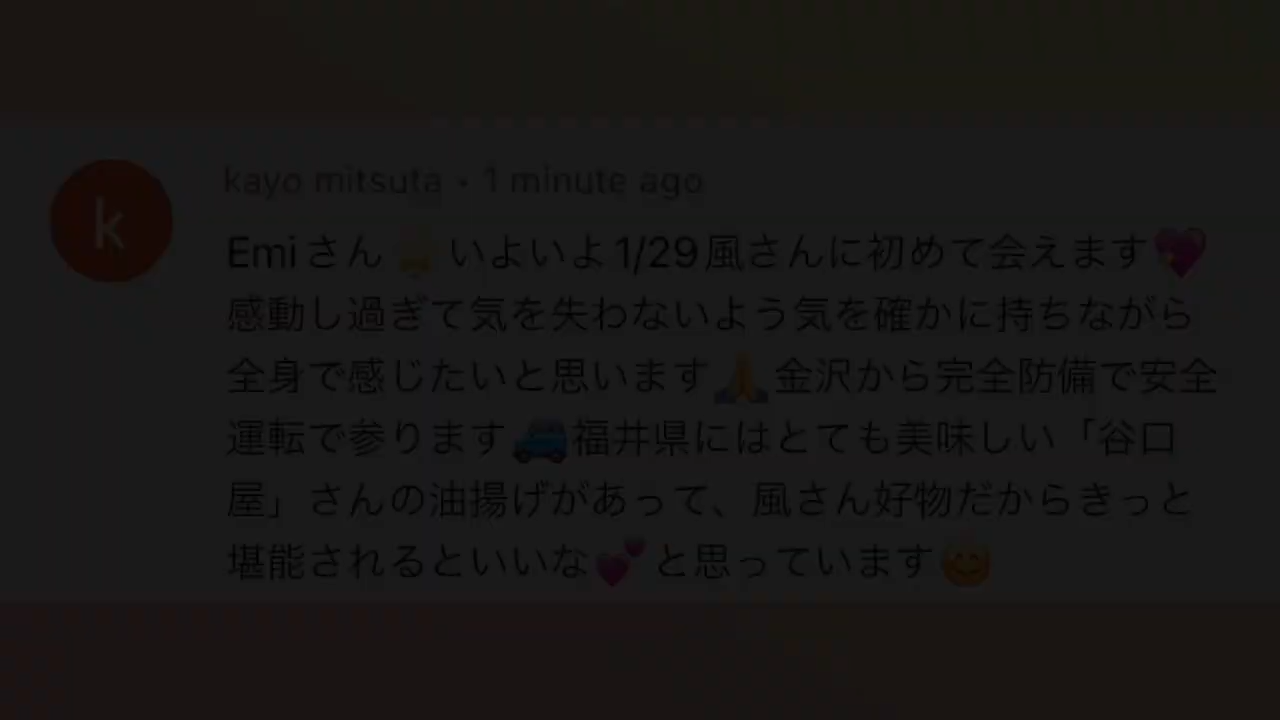 k
kayo mitsuta • 1 minute ago
Emiさん いよいよ1/29風さんに初めて会えます💖
感動し過ぎて気を失わないよう気を確かに持ちながら
全身で感じたいと思います🙏金沢から完全防備で安全
運転で参ります🚙福井県にはとても美味しい「谷口
屋」さんの油揚げがあって、風さん好物だからきっと
堪能されるといいな💕と思っています😊